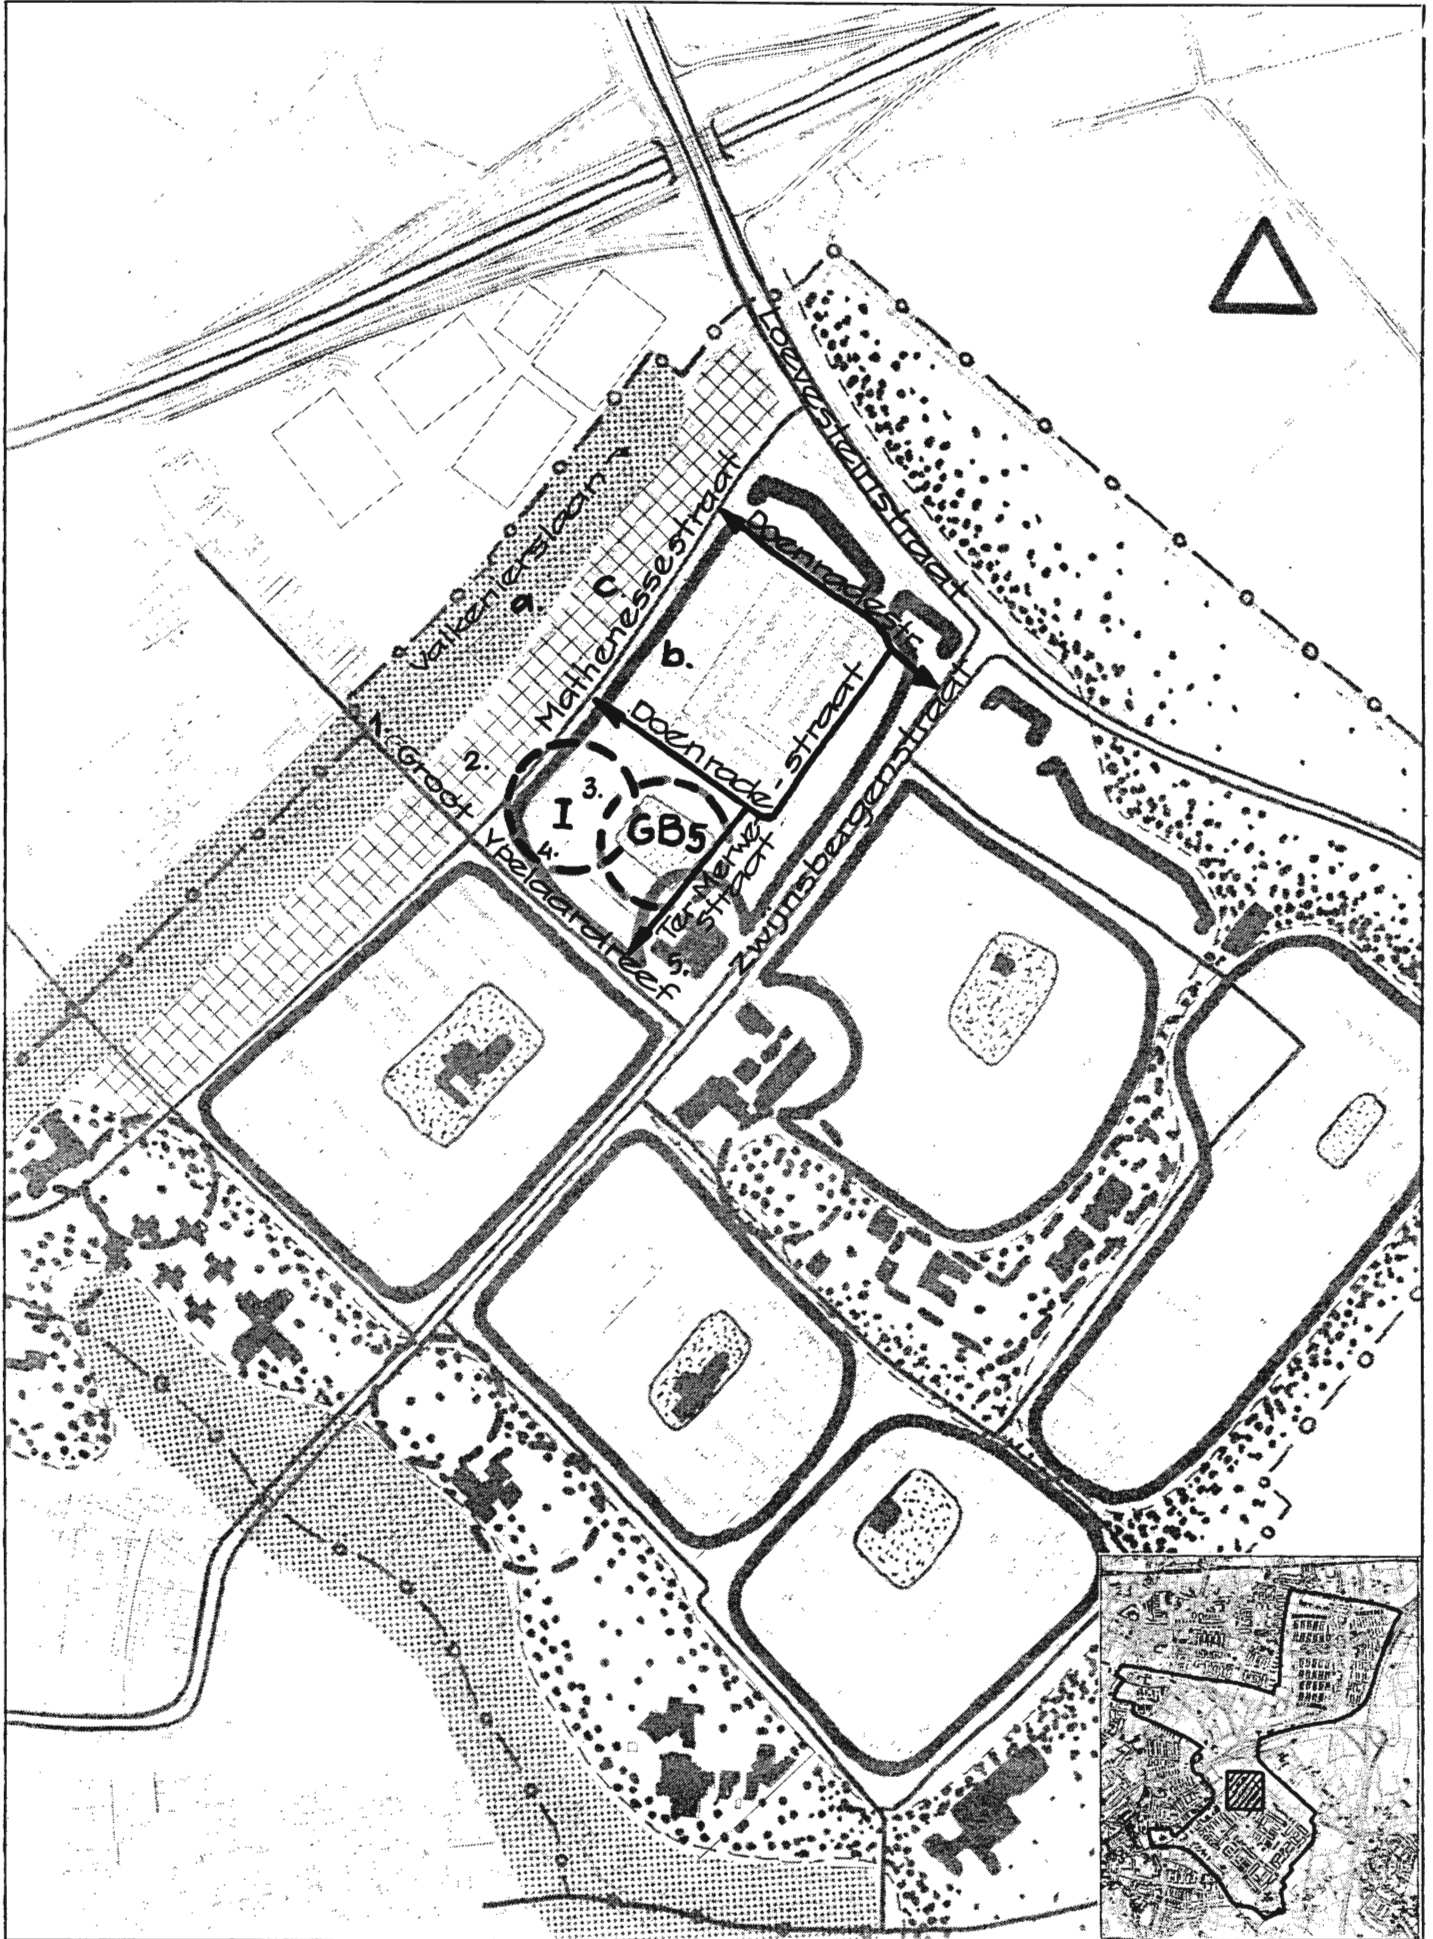 Loevesteinstraat
Valkenierslaan
a.
c
Mathenessestraat
Doenradestr.
b.
Doenrade-
straat
1.
Groot Ypelaardreef
2.
3.
I
4.
GB5
Ter Merwe-
straat
5.
Zwijnsbergenstraat